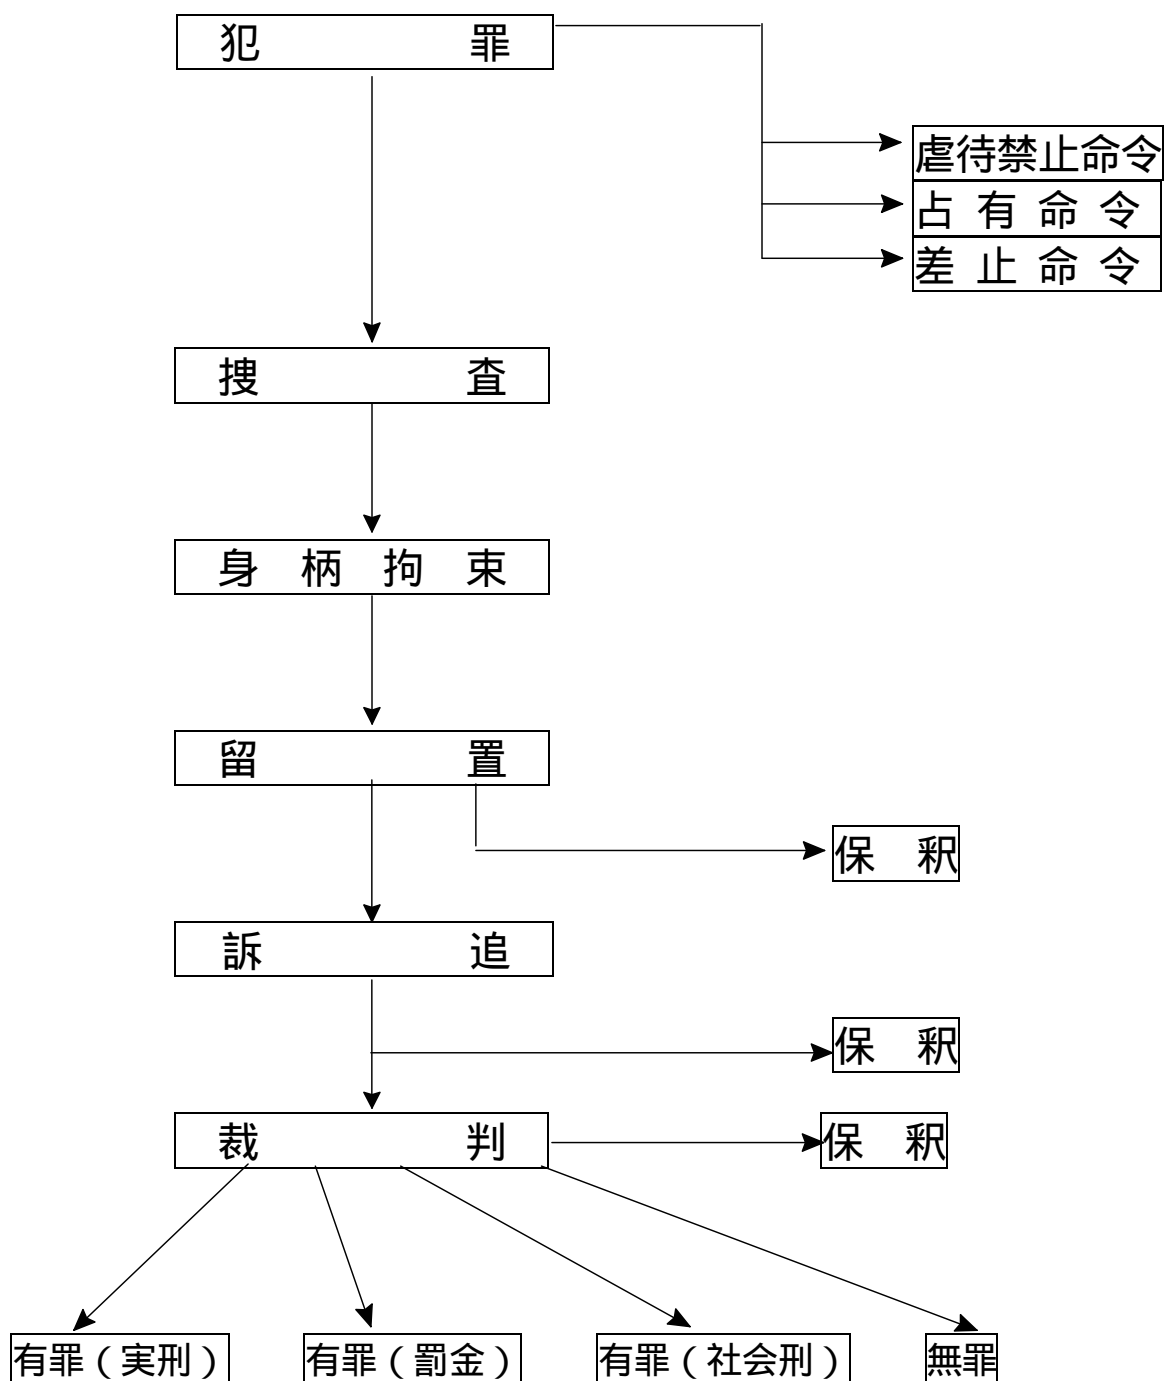 犯罪
虐待禁止命令
占有命令
差止命令
捜査
身柄拘束
留置
保釈
訴追
保釈
裁判
保釈
有罪（実刑）
有罪（罰金）
有罪（社会刑）
無罪